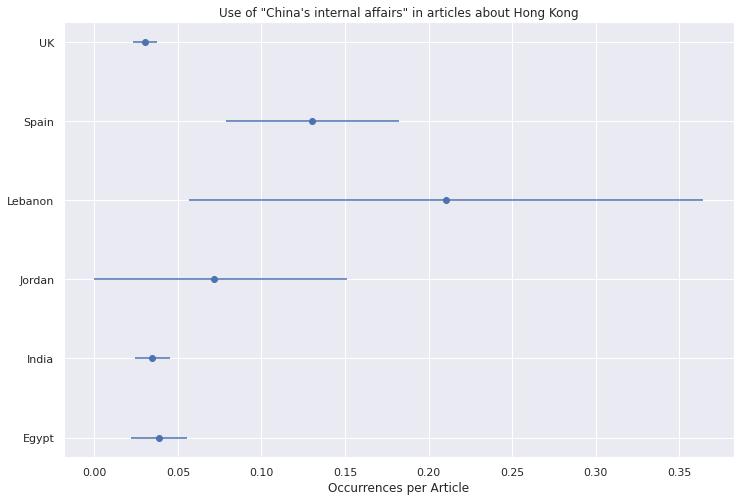 Use of "China's internal affairs" in articles about Hong Kong
UK
Spain
Lebanon
Jordan
India
Egypt
0.00 0.05 0.10 0.15 0.20 0.25 0.30 0.35
Occurrences per Article